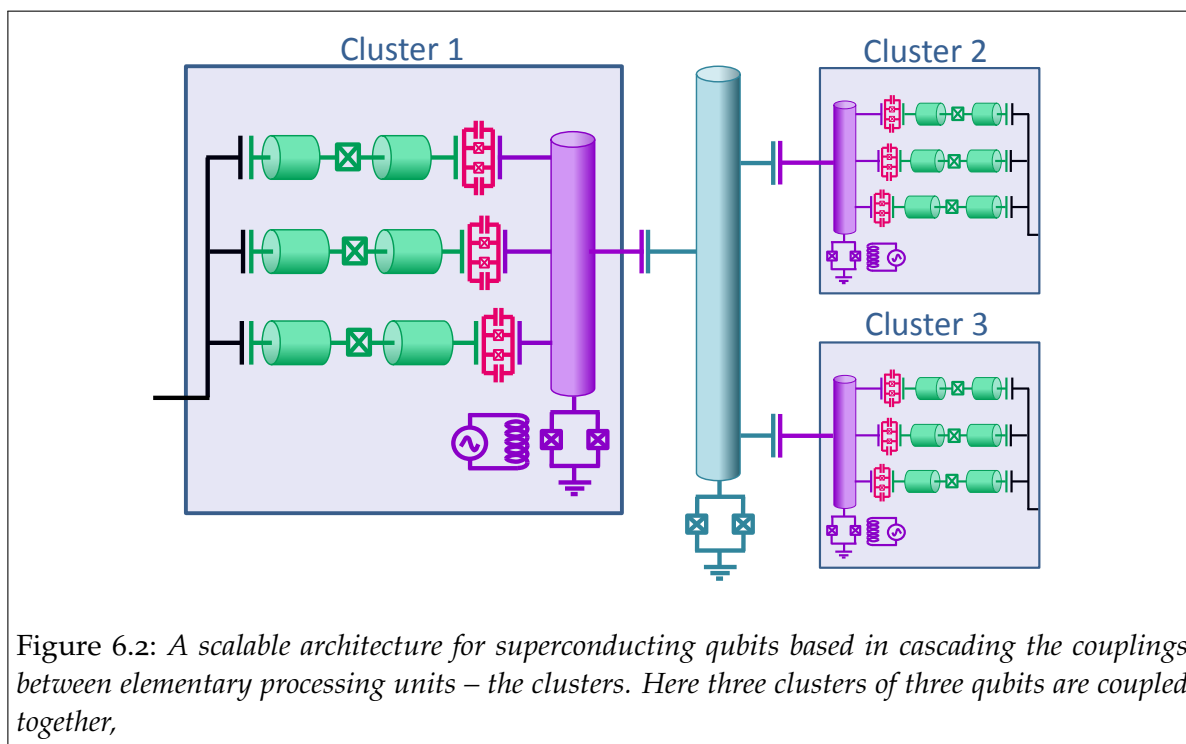 Cluster 1
Cluster 2
Cluster 3
Figure 6.2: A scalable architecture for superconducting qubits based in cascading the couplings
between elementary processing units – the clusters. Here three clusters of three qubits are coupled
together,